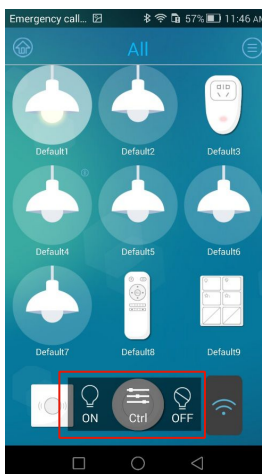 Emergency call... 57% 11:46 AM
All
Default1 Default2 Default3
Default4 Default5 Default6
Default7 Default8 Default9
ON Ctrl OFF